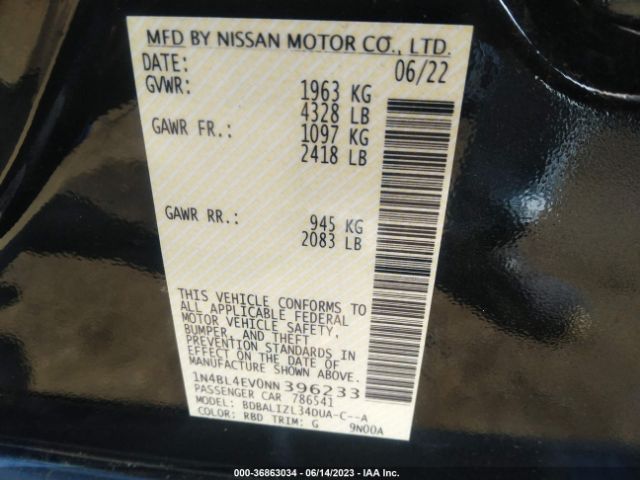 MFD BY NISSAN MOTOR CO., LTD.
DATE: 06/22
GVWR: 1963 KG
4328 LB
GAWR FR.: 1097 KG
2418 LB
GAWR RR.: 945 KG
2083 LB
THIS VEHICLE CONFORMS TO
ALL APPLICABLE FEDERAL
MOTOR VEHICLE SAFETY,
BUMPER, AND THEFT
PREVENTION STANDARDS IN
EFFECT ON THE DATE OF
MANUFACTURE SHOWN ABOVE.
1N4BL4EV0NN396233
PASSENGER CAR 786541
MODEL: BDBALIZL34DUA-C--A
COLOR: RBD TRIM: G 9N00A
000-36863034 - 06/14/2023 - IAA Inc.